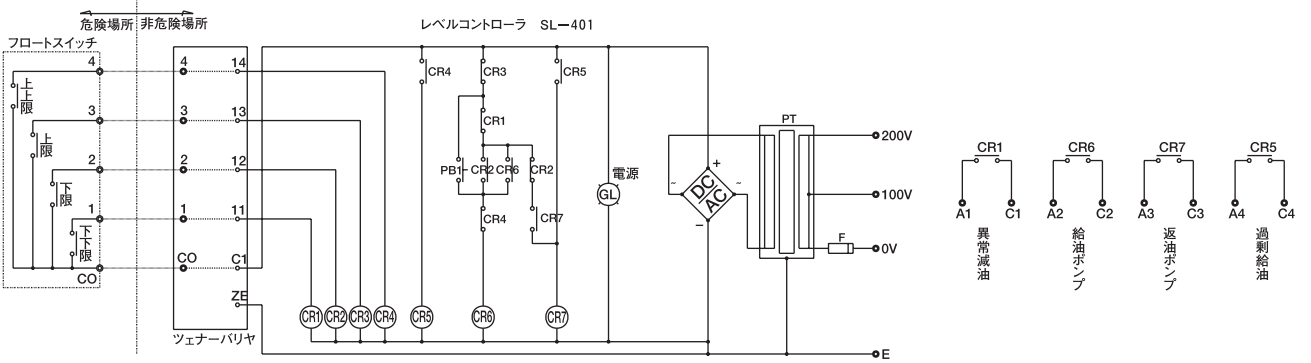 危険場所 非危険場所
レベルコントローラ SL－401
フロートスイッチ
4 4 14
上上限
3 3 13
上限
2 2 12
下限
1 1 11
下下限
CO CO C1
ZE
ツェナーバリヤ
CR4 CR3 CR5
CR1
PB1 CR2 CR6 CR2
CR4 CR7
電源
GL
CR1 CR2 CR3 CR4 CR5 CR6 CR7
+
DC
AC
~ ~
−
PT
200V
100V
F
0V
E
CR1 CR6 CR7 CR5
A1 C1 A2 C2 A3 C3 A4 C4
異常減油
給油ポンプ
返油ポンプ
過剰給油